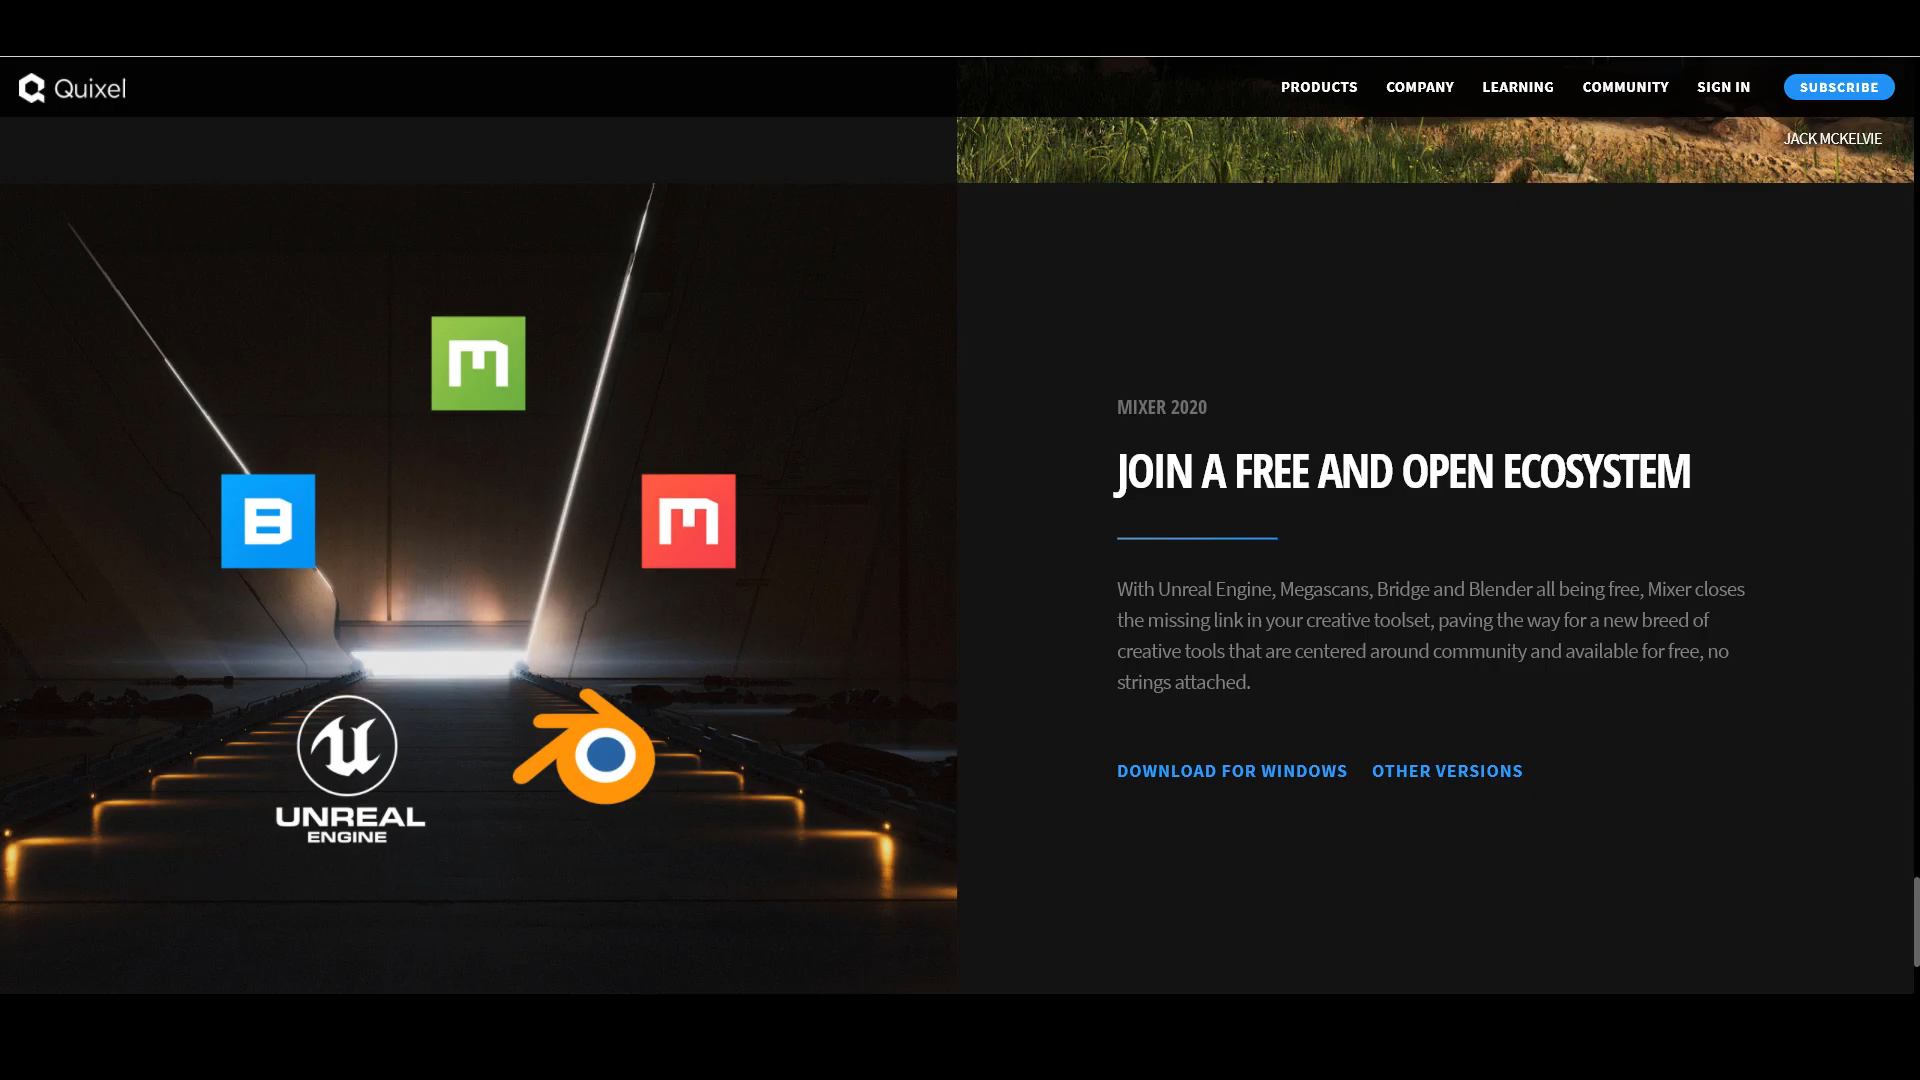 Quixel
PRODUCTS COMPANY LEARNING COMMUNITY SIGN IN SUBSCRIBE
JACK MCKELVIE
UNREAL
ENGINE
MIXER 2020
JOIN A FREE AND OPEN ECOSYSTEM
With Unreal Engine, Megascans, Bridge and Blender all being free, Mixer closes
the missing link in your creative toolset, paving the way for a new breed of
creative tools that are centered around community and available for free, no
strings attached.
DOWNLOAD FOR WINDOWS OTHER VERSIONS